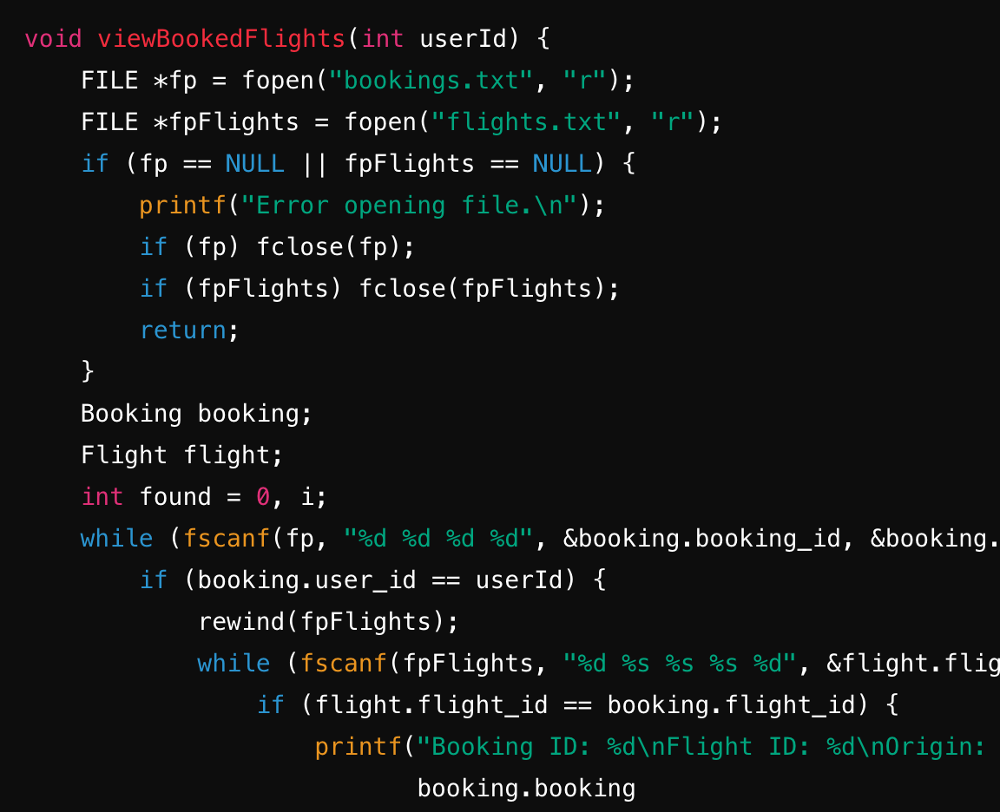 void viewBookedFlights(int userId) {
    FILE *fp = fopen("bookings.txt", "r");
    FILE *fpFlights = fopen("flights.txt", "r");
    if (fp == NULL || fpFlights == NULL) {
        printf("Error opening file.\n");
        if (fp) fclose(fp);
        if (fpFlights) fclose(fpFlights);
        return;
    }
    Booking booking;
    Flight flight;
    int found = 0, i;
    while (fscanf(fp, "%d %d %d %d", &booking.booking_id, &booking.
        if (booking.user_id == userId) {
            rewind(fpFlights);
            while (fscanf(fpFlights, "%d %s %s %s %d", &flight.flig
                if (flight.flight_id == booking.flight_id) {
                    printf("Booking ID: %d\nFlight ID: %d\nOrigin:
                           booking.booking